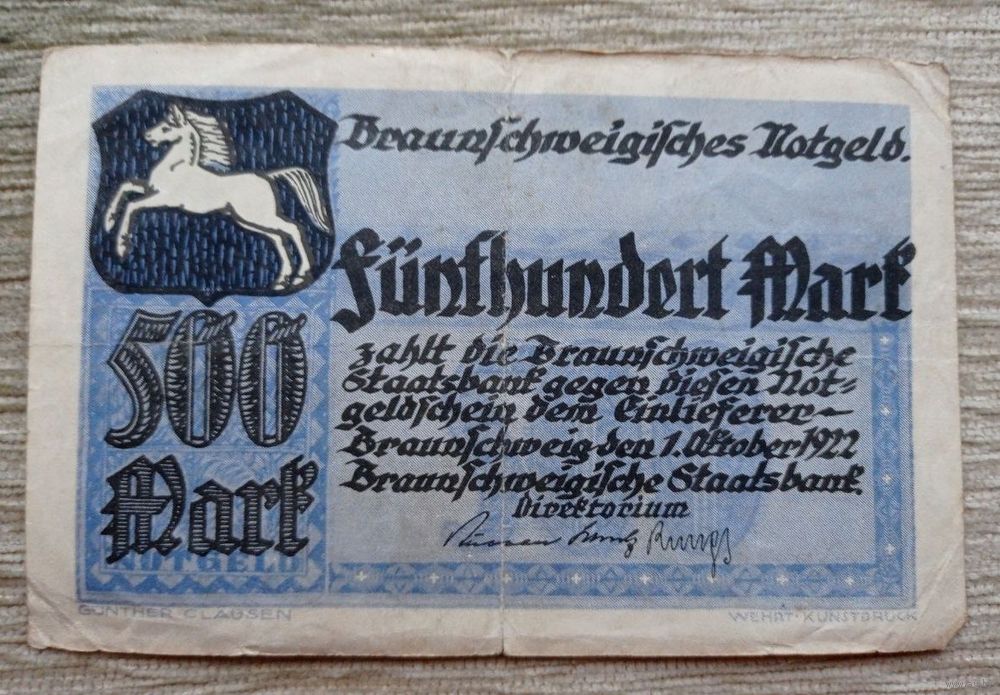 Braunschweigisches Notgeld.
Fünfhundert Mark
zahlt die Braunschweigische
Staatsbank gegen diesen Not=
geldschein dem Einlieferer—
Braunschweig den 1. Oktober 1922
Braunschweigische Staatsbank.
Direktorium
500
Mark
NOTGELD
GÜNTHER·CLAUSEN
WEHRT·KUNSTDRUCK